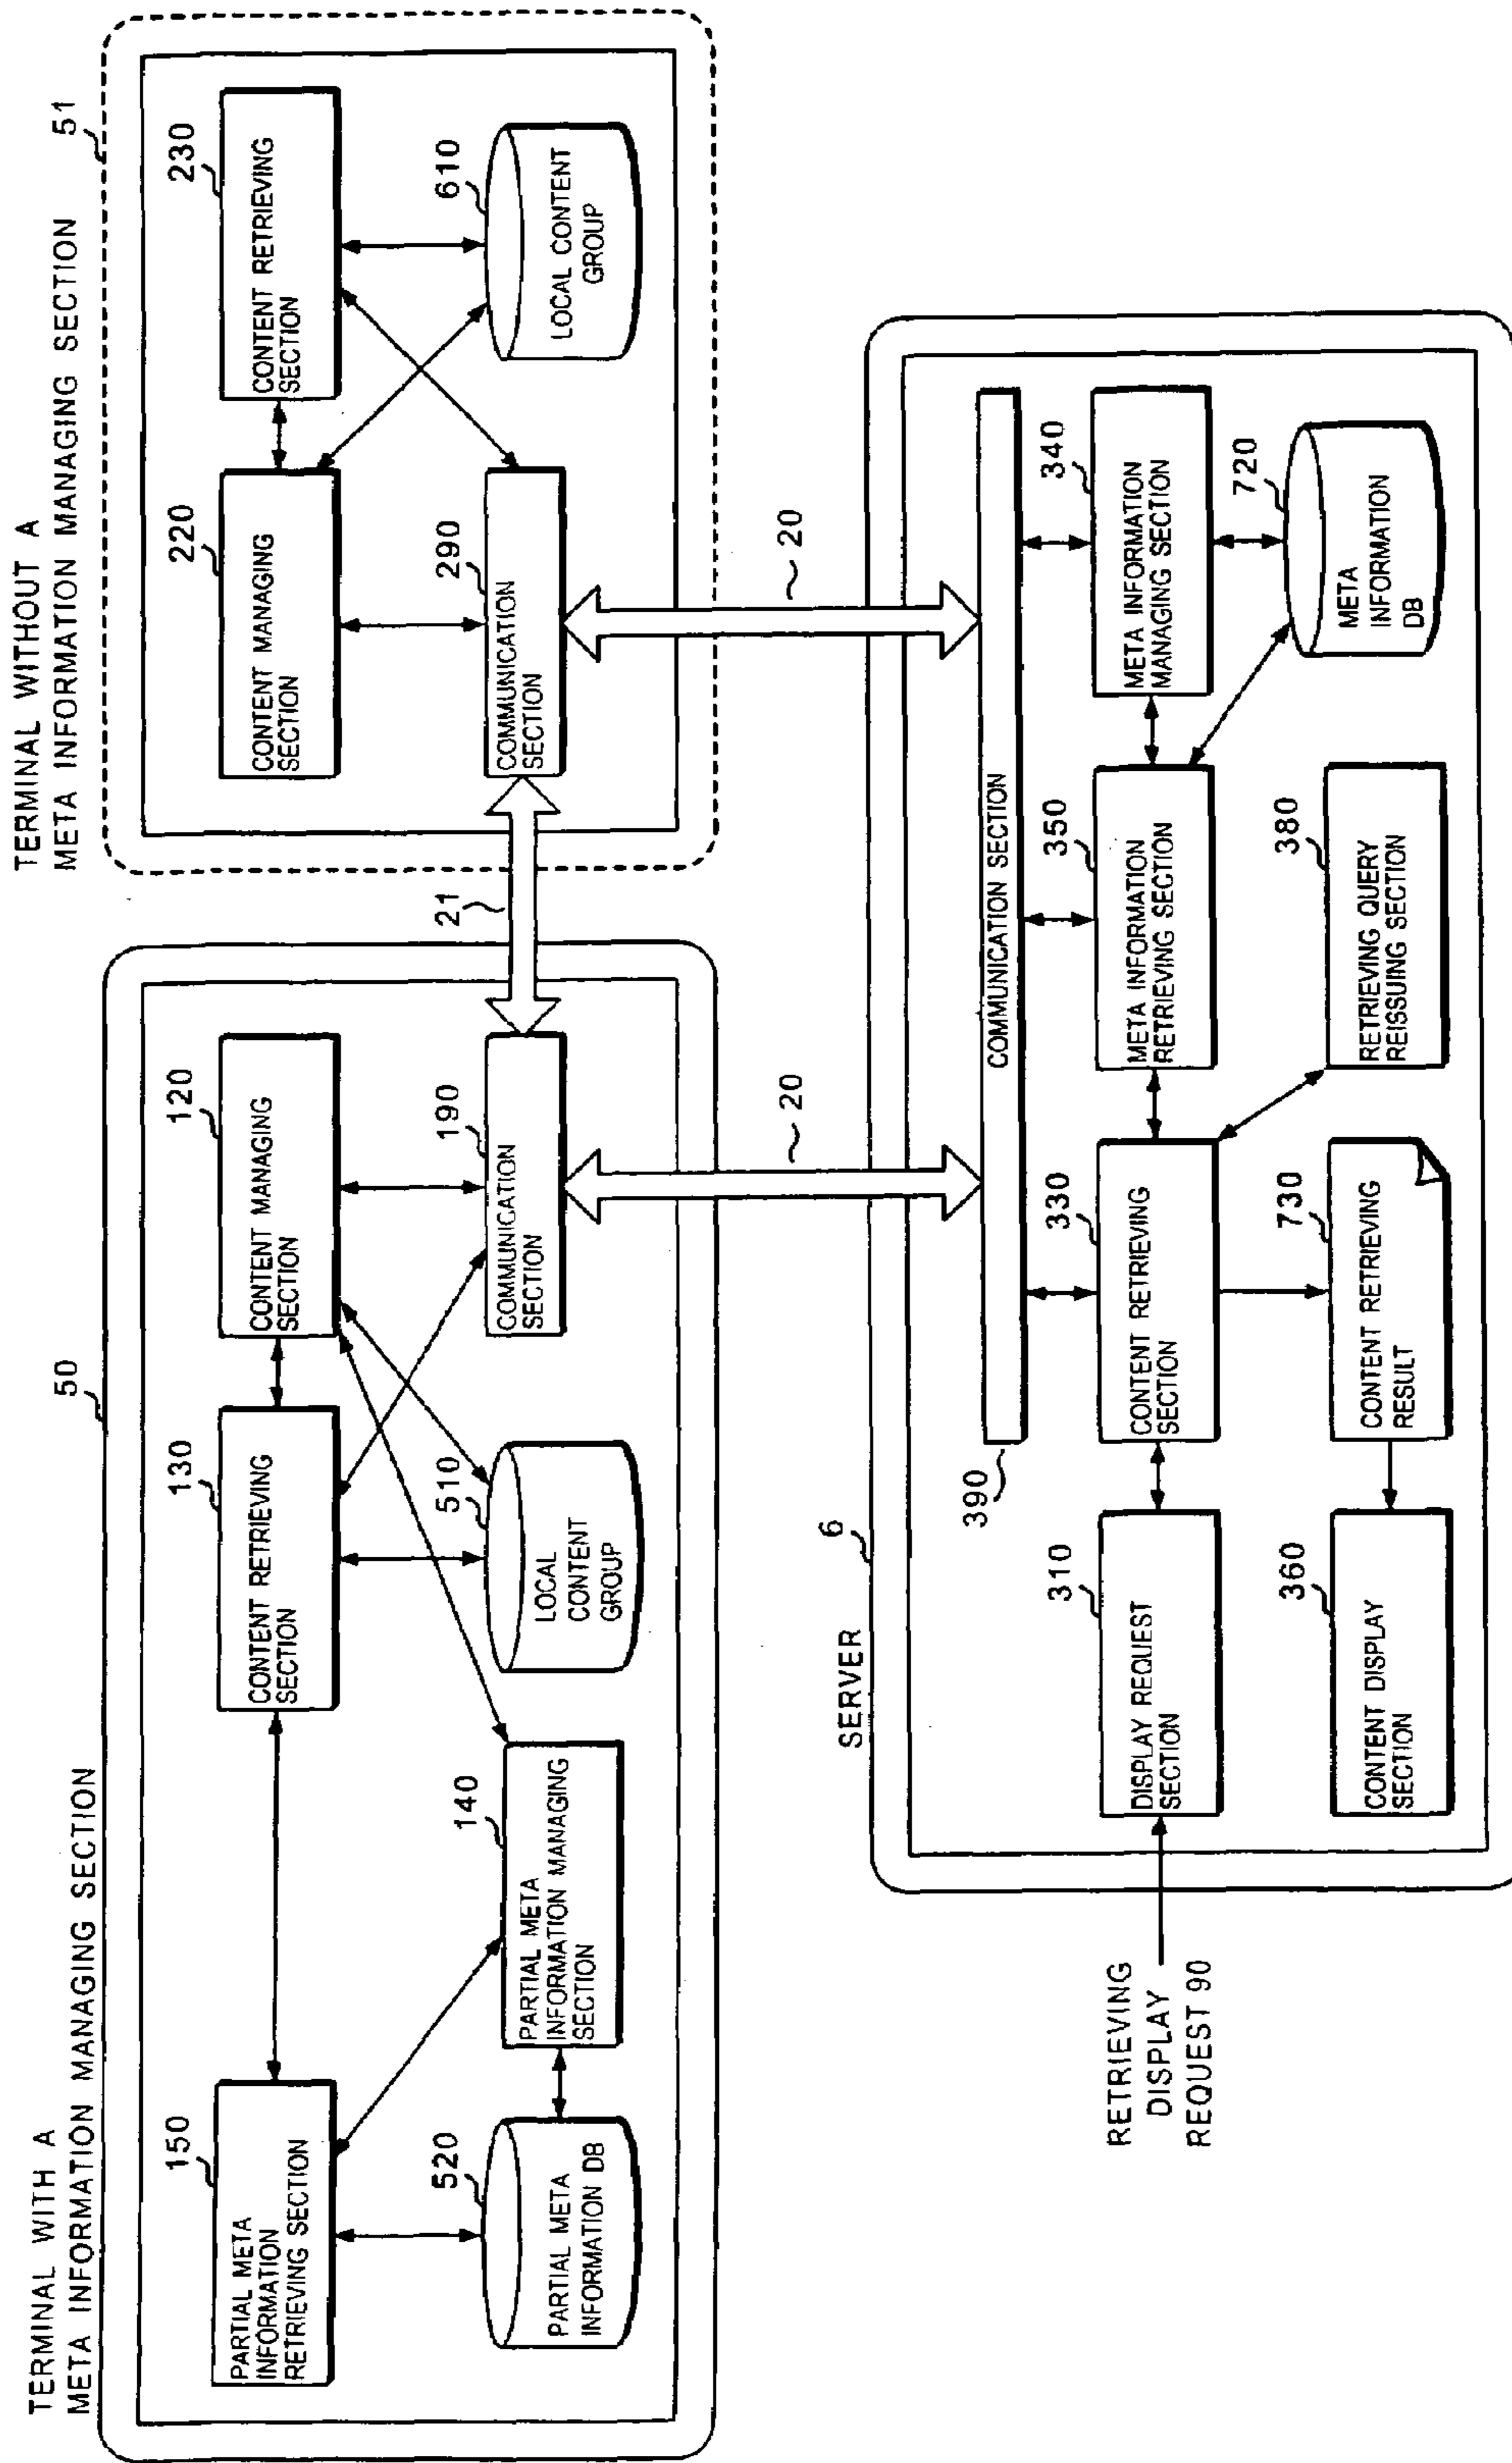 TERMINAL WITH A
META INFORMATION MANAGING SECTION
50
150
PARTIAL META
INFORMATION
RETRIEVING SECTION
130
CONTENT RETRIEVING
SECTION
120
CONTENT MANAGING
SECTION
520
PARTIAL META
INFORMATION DB
140
PARTIAL META
INFORMATION MANAGING
SECTION
510
LOCAL
CONTENT
GROUP
190
COMMUNICATION
SECTION
21
TERMINAL WITHOUT A
META INFORMATION MANAGING SECTION
51
220
CONTENT MANAGING
SECTION
230
CONTENT RETRIEVING
SECTION
290
COMMUNICATION
SECTION
610
LOCAL CONTENT
GROUP
20
20
SERVER
6
390
COMMUNICATION SECTION
310
DISPLAY REQUEST
SECTION
330
CONTENT RETRIEVING
SECTION
350
META INFORMATION
RETRIEVING SECTION
340
META INFORMATION
MANAGING SECTION
RETRIEVING
DISPLAY
REQUEST 90
360
CONTENT DISPLAY
SECTION
730
CONTENT RETRIEVING
RESULT
380
RETRIEVING QUERY
REISSUING SECTION
720
META
INFORMATION
DB